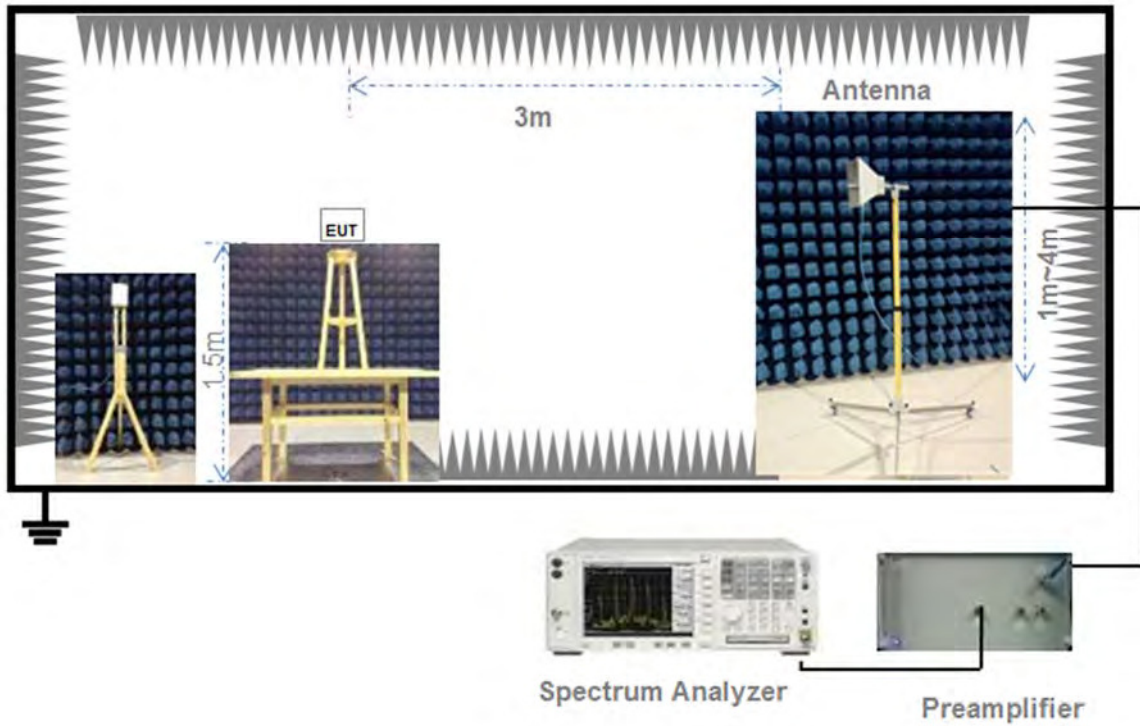 Antenna
3m
EUT
1.5m
1m~4m
Spectrum Analyzer
Preamplifier